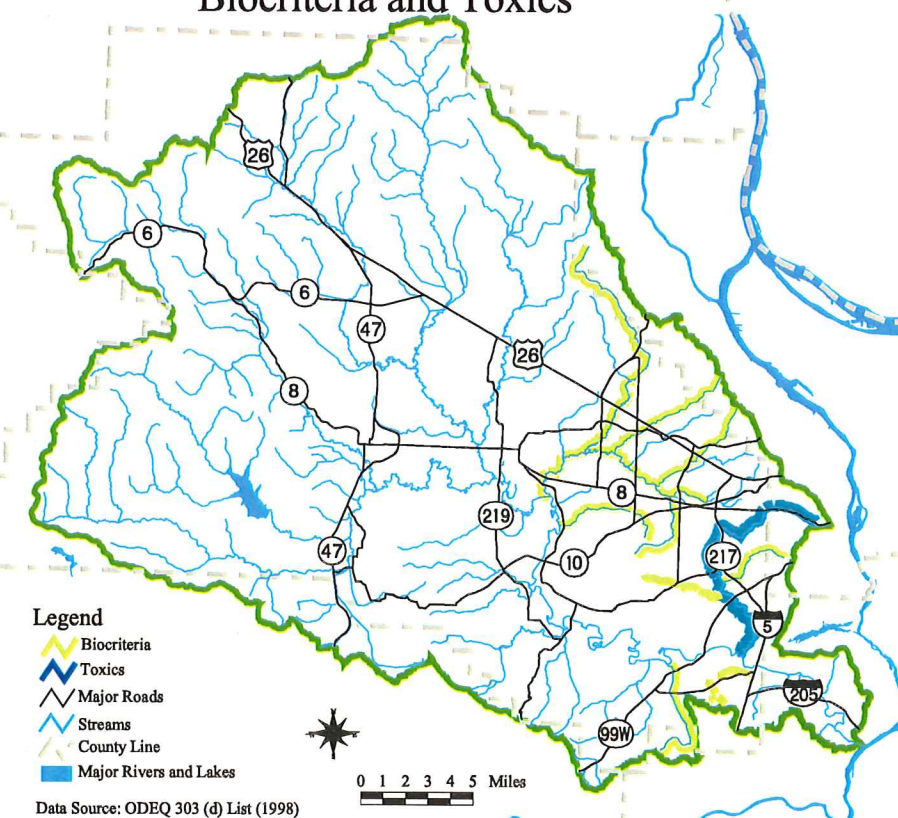 Biocriteria and Toxics
26
6
6
47
26
8
8
219
47
10
217
5
205
99W
Legend
Biocriteria
Toxics
Major Roads
Streams
County Line
Major Rivers and Lakes
0 1 2 3 4 5 Miles
Data Source: ODEQ 303 (d) List (1998)